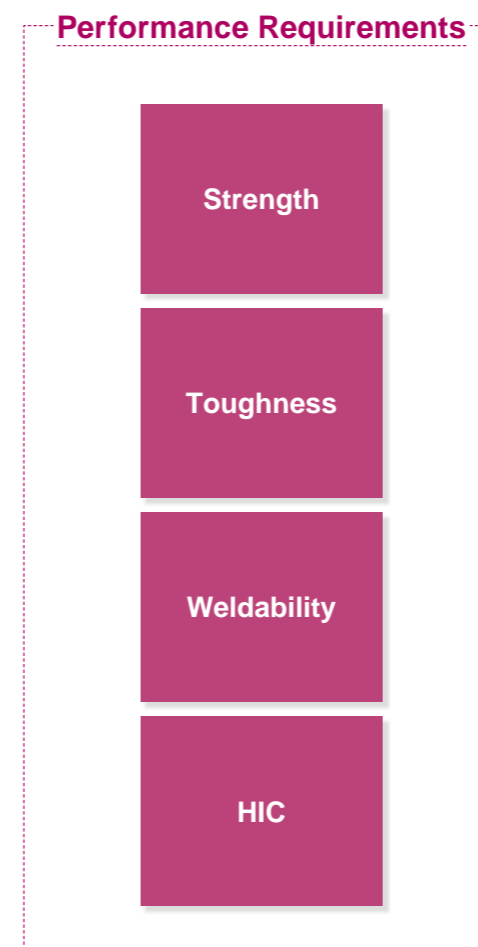 Performance Requirements
Strength
Toughness
Weldability
HIC